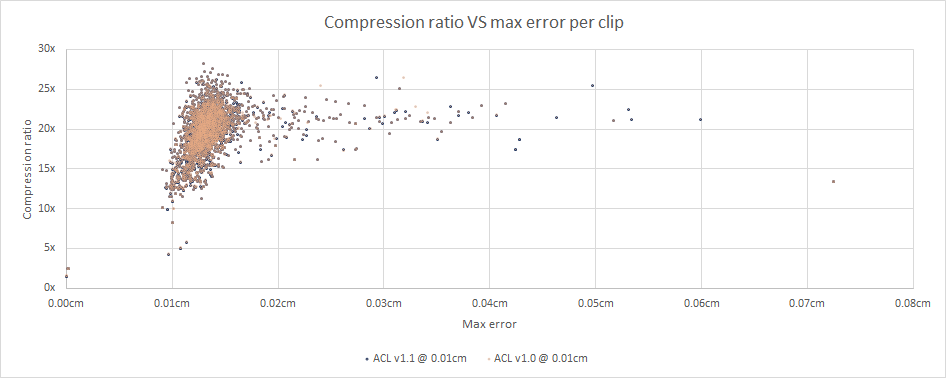 Compression ratio VS max error per clip
30x
25x
20x
15x
10x
5x
0x
Compression ratio
0.00cm 0.01cm 0.02cm 0.03cm 0.04cm 0.05cm 0.06cm 0.07cm 0.08cm
Max error
ACL v1.1 @ 0.01cm ACL v1.0 @ 0.01cm